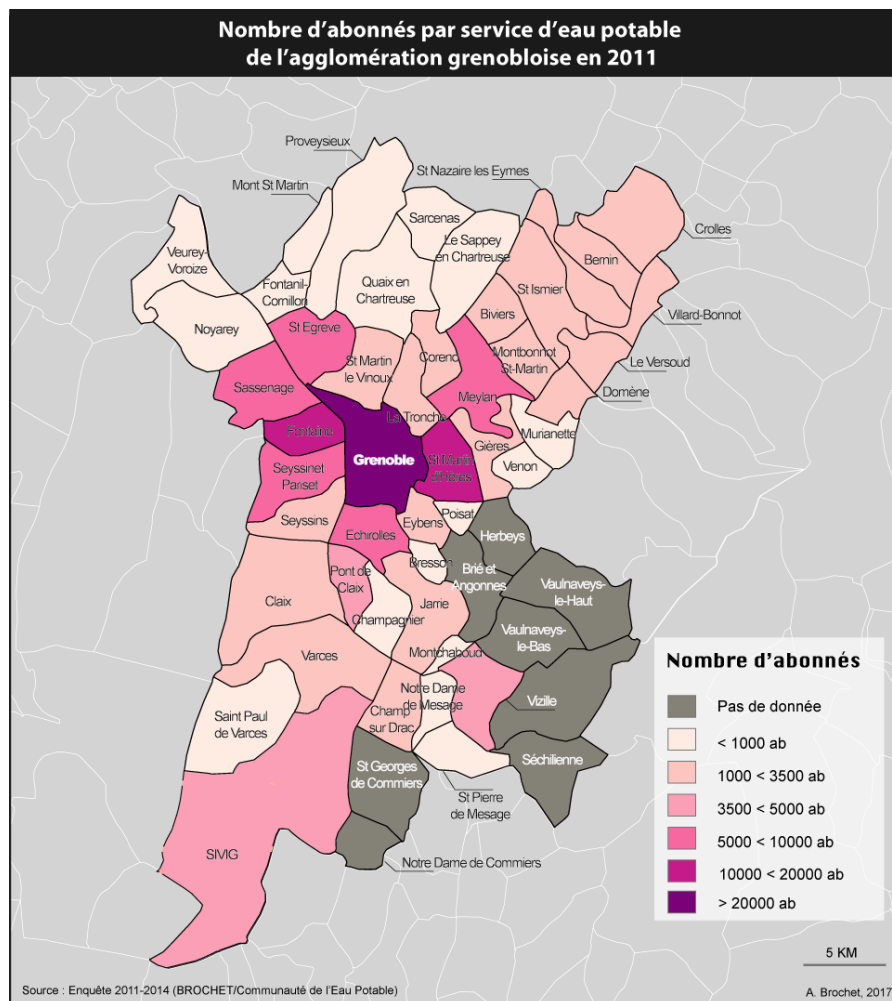 Nombre d'abonnés par service d'eau potable
de l'agglomération grenobloise en 2011
Proveysieux
St Nazaire les Eymes
Mont St Martin
Sarcenas
Crolles
Le Sappey
en Chartreuse
Veurey-
Voroize
Bernin
Fontanil-
Cornillon
Quaix en
Chartreuse
St Ismier
Biviers
Villard-Bonnot
Noyarey
St Egreve
St Martin
le Vinoux
Corenc
Montbonnot
St-Martin
Le Versoud
Sassenage
Meylan
Domène
La Tronche
Fontaine
Murianette
Gières
Grenoble
St Martin
d'Hères
Venon
Seyssinet
Pariset
Seyssins
Poisat
Eybens
Echirolles
Herbeys
Bresson
Brié et
Angonnes
Pont de
Claix
Vaulnaveys-
le-Haut
Claix
Jarrie
Champagnier
Vaulnaveys-
le-Bas
Varces
Montchaboud
Notre Dame
de Mesage
Vizille
Saint Paul
de Varces
Champ
sur Drac
St Georges
de Commiers
Séchilienne
St Pierre
de Mesage
SIVIG
Notre Dame de Commiers
Nombre d'abonnés
Pas de donnée
< 1000 ab
1000 < 3500 ab
3500 < 5000 ab
5000 < 10000 ab
10000 < 20000 ab
> 20000 ab
5 KM
Source : Enquête 2011-2014 (BROCHET/Communauté de l'Eau Potable)
A. Brochet, 2017